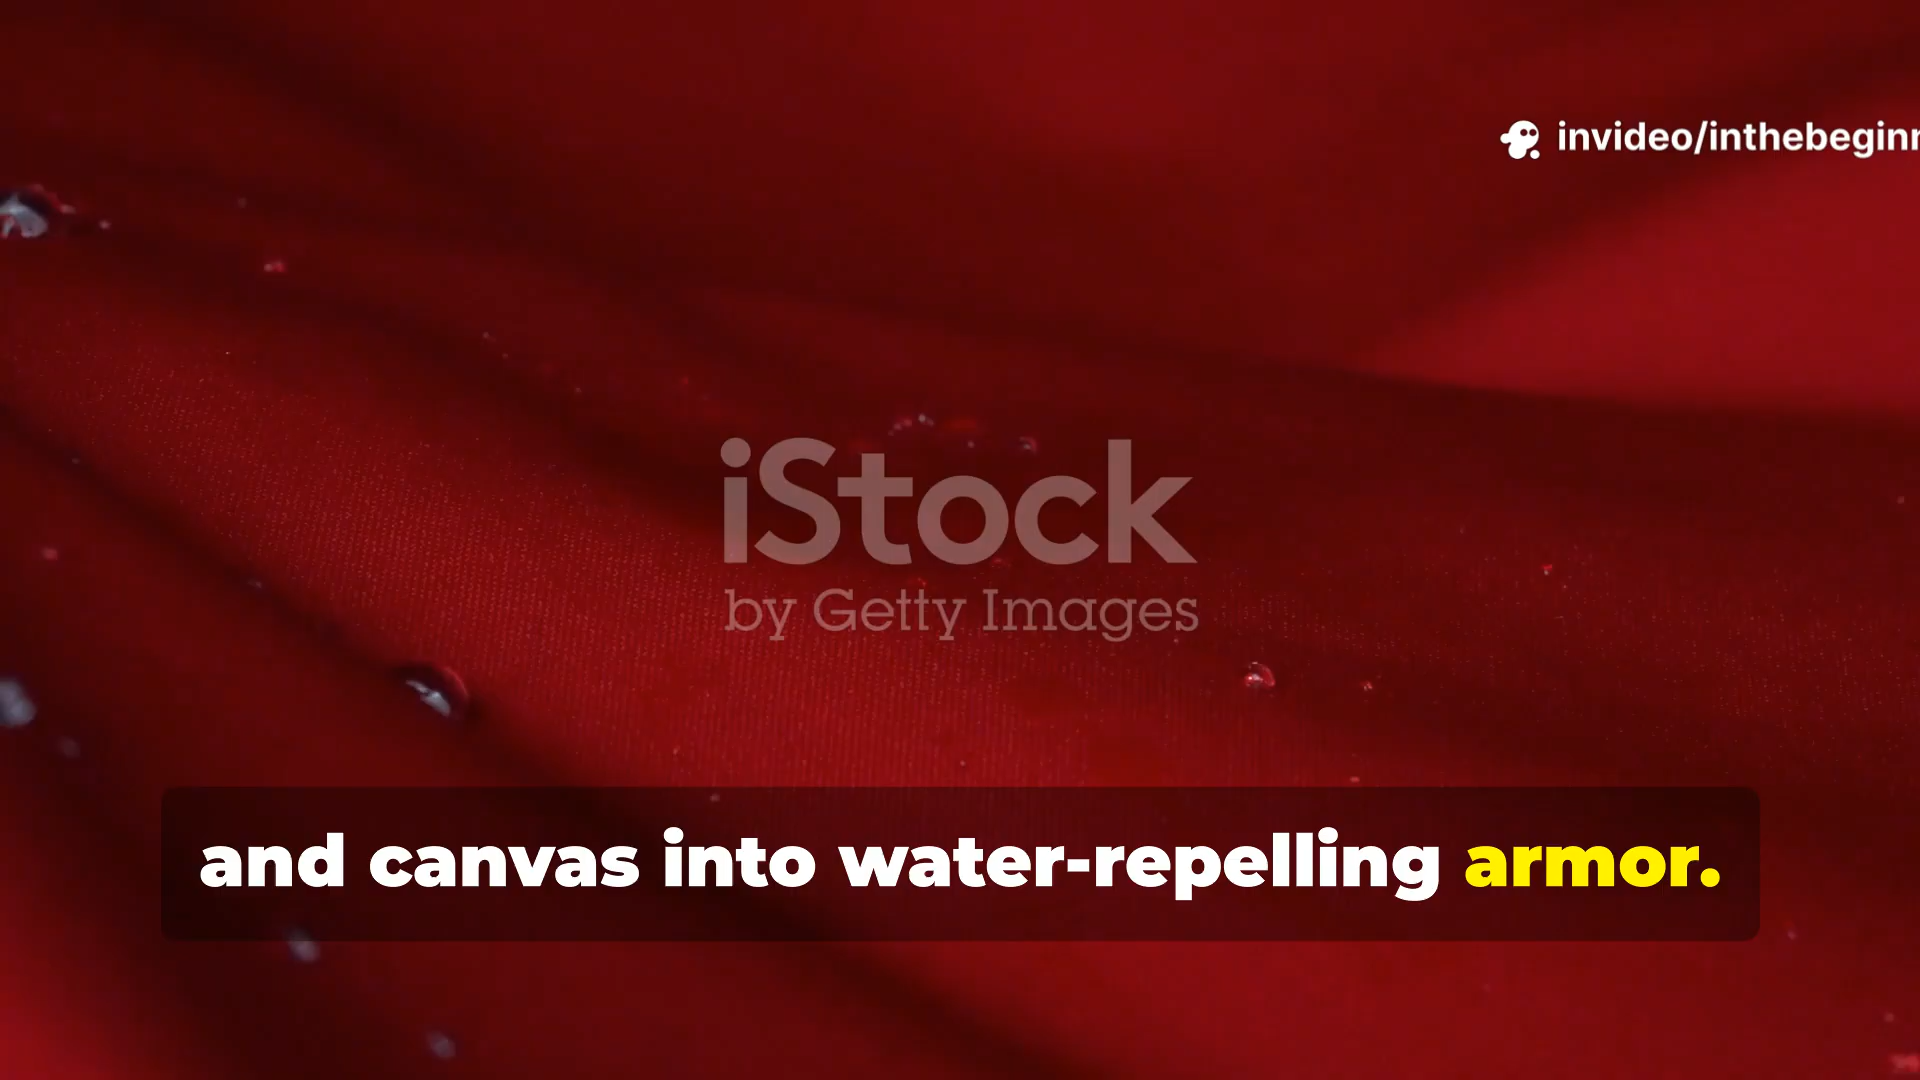 invideo/inthebeginn
iStock
by Getty Images
and canvas into water-repelling armor.